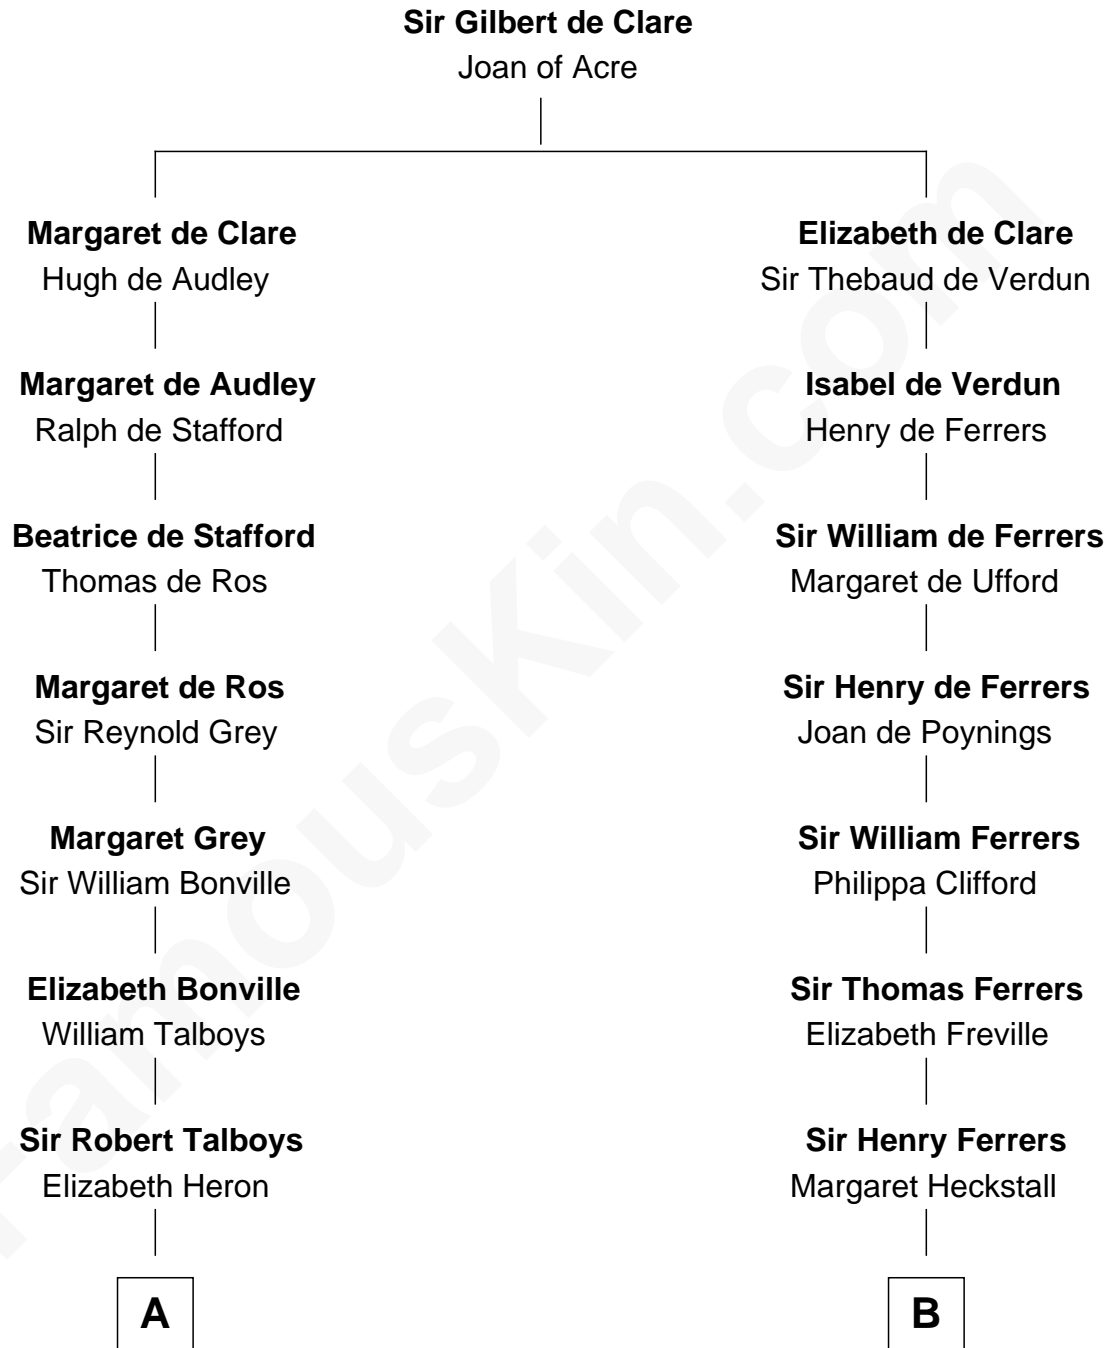 Sir Gilbert de Clare
Joan of Acre
Margaret de Clare
Hugh de Audley
Elizabeth de Clare
Sir Thebaud de Verdun
Margaret de Audley
Ralph de Stafford
Isabel de Verdun
Henry de Ferrers
Beatrice de Stafford
Thomas de Ros
Sir William de Ferrers
Margaret de Ufford
Margaret de Ros
Sir Reynold Grey
Sir Henry de Ferrers
Joan de Poynings
Margaret Grey
Sir William Bonville
Sir William Ferrers
Philippa Clifford
Elizabeth Bonville
William Talboys
Sir Thomas Ferrers
Elizabeth Freville
Sir Robert Talboys
Elizabeth Heron
Sir Henry Ferrers
Margaret Heckstall
A
B
FamousKin.com